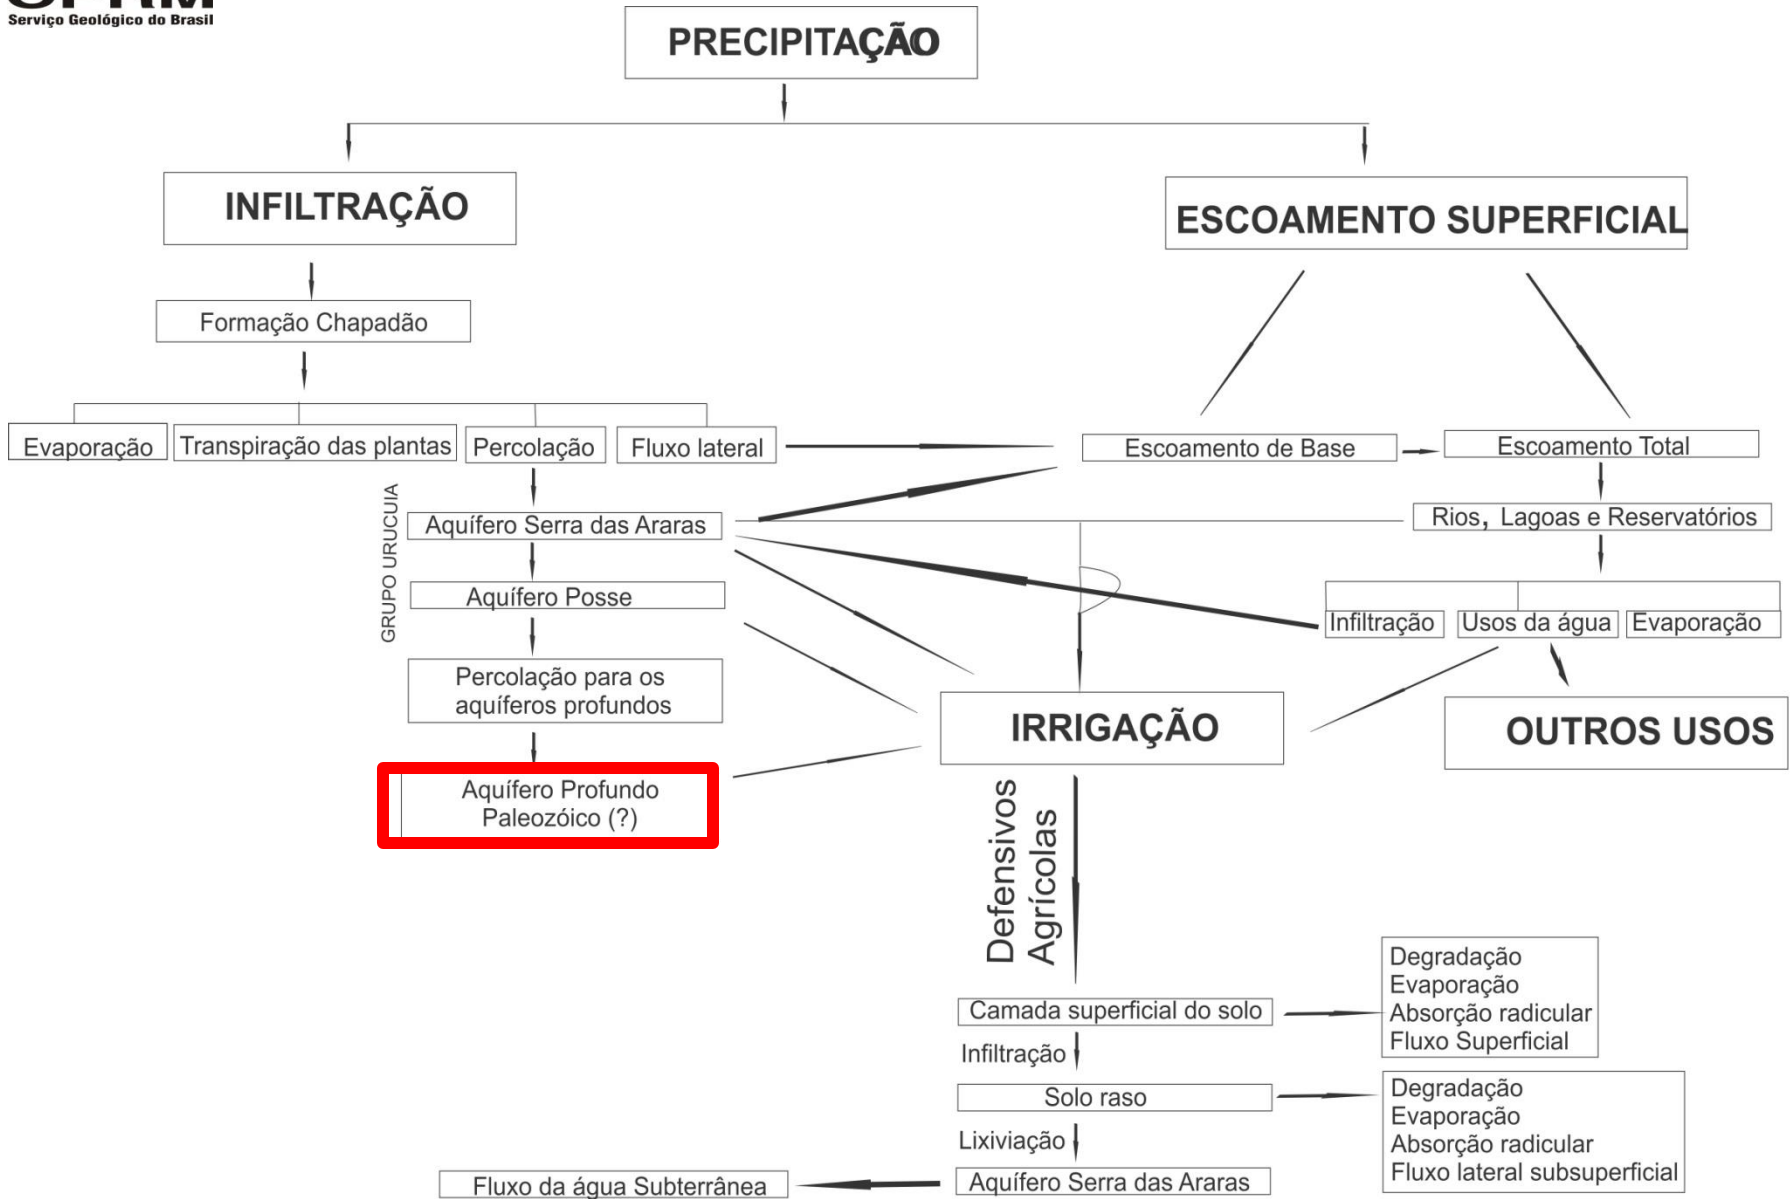 Serviço Geológico do Brasil
PRECIPITAÇÃO
INFILTRAÇÃO
ESCOAMENTO SUPERFICIAL
Formação Chapadão
Evaporação
Transpiração das plantas
Percolação
Fluxo lateral
Escoamento de Base
Escoamento Total
GRUPO URUCUIA
Aquífero Serra das Araras
Rios, Lagoas e Reservatórios
Aquífero Posse
Infiltração
Usos da água
Evaporação
Percolação para os
aquíferos profundos
IRRIGAÇÃO
OUTROS USOS
Aquífero Profundo
Paleozóico (?)
Defensivos
Agrícolas
Camada superficial do solo
Degradação
Evaporação
Absorção radicular
Fluxo Superficial
Infiltração
Solo raso
Degradação
Evaporação
Absorção radicular
Fluxo lateral subsuperficial
Lixiviação
Aquífero Serra das Araras
Fluxo da água Subterrânea